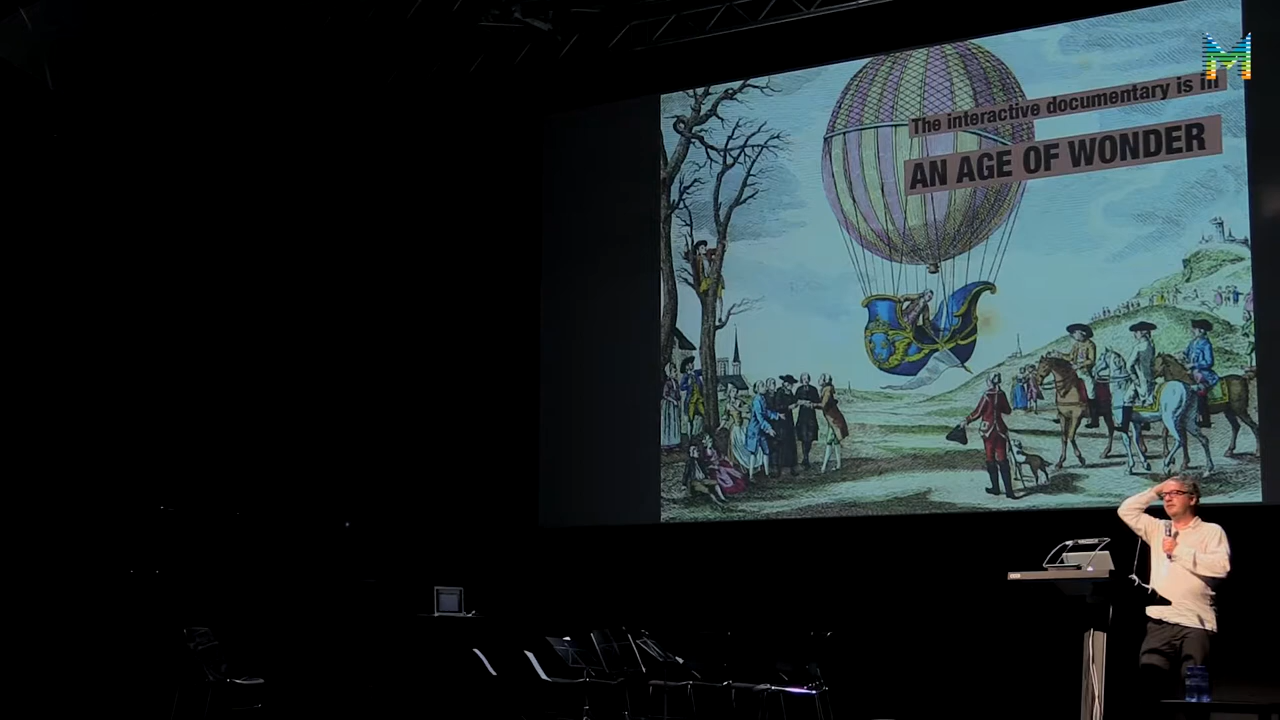 The interactive documentary is in
AN AGE OF WONDER